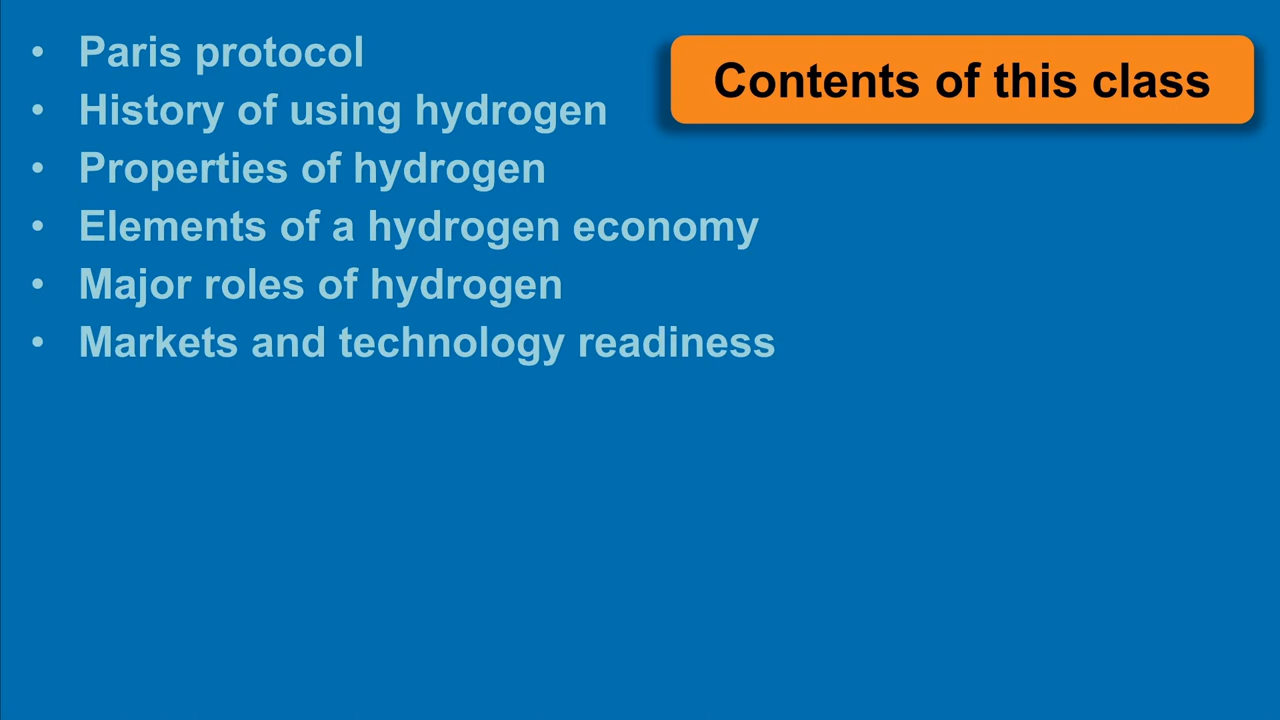 Contents of this class
• Paris protocol
• History of using hydrogen
• Properties of hydrogen
• Elements of a hydrogen economy
• Major roles of hydrogen
• Markets and technology readiness